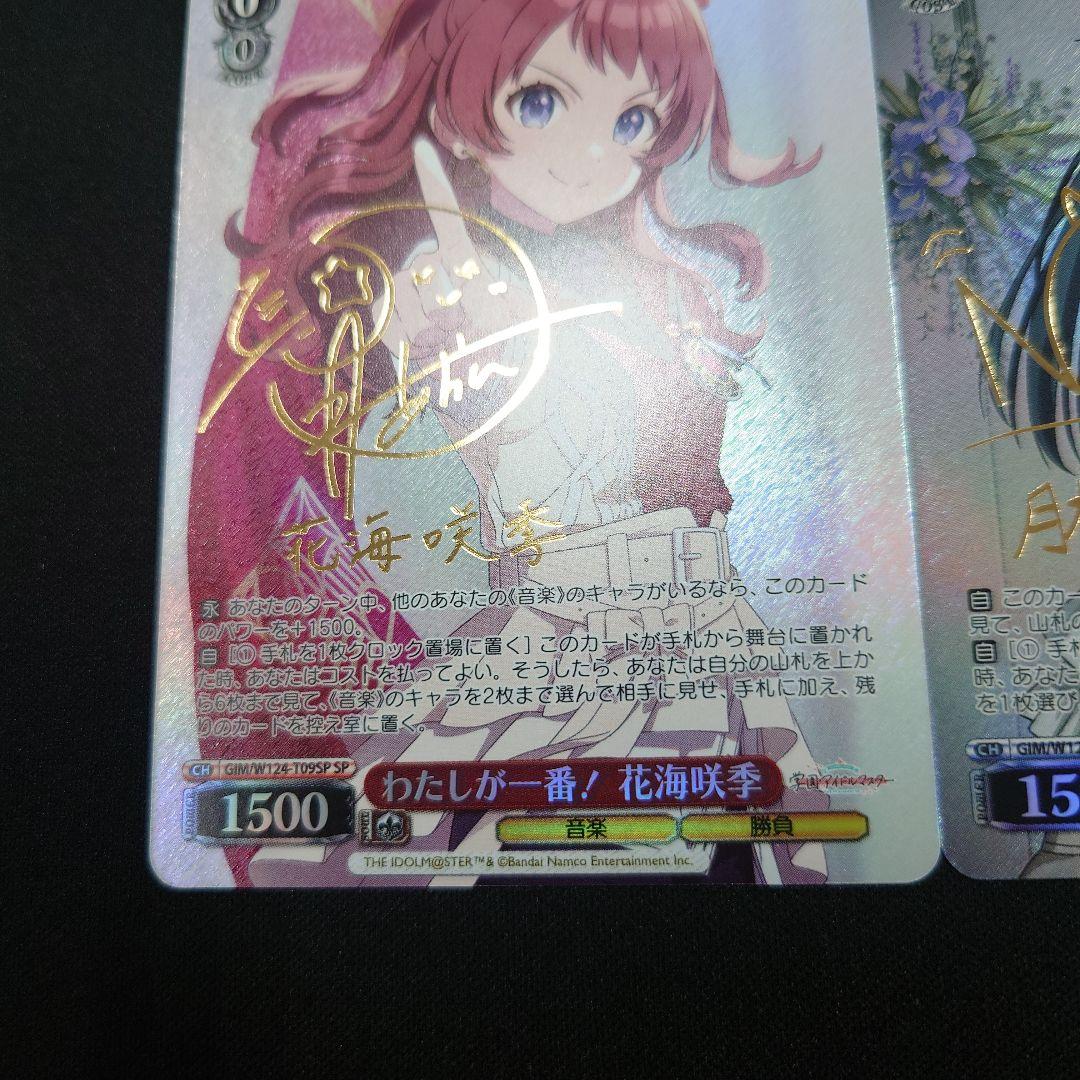 0
0
COST
花海咲季
永 あなたのターン中、他のあなたの《音楽》のキャラがいるなら、このカード
のパワーを＋1500。
自 [① 手札を1枚クロック置場に置く] このカードが手札から舞台に置かれ
た時、あなたはコストを払ってよい。そうしたら、あなたは自分の山札を上か
ら6枚まで見て、《音楽》のキャラを2枚まで選んで相手に見せ、手札に加え、残
りのカードを控え室に置く。
CH GIM/W124-T09SP SP
わたしが一番! 花海咲季
学園アイドルマスター
POWER 1500
SOUL
音楽 勝負
THE IDOLM@STER™& ©Bandai Namco Entertainment Inc.
月
自 このカー
見て、山札の
自 [① 手札
時、あなた
を1枚選び
CH GIM/W12
POWER 15